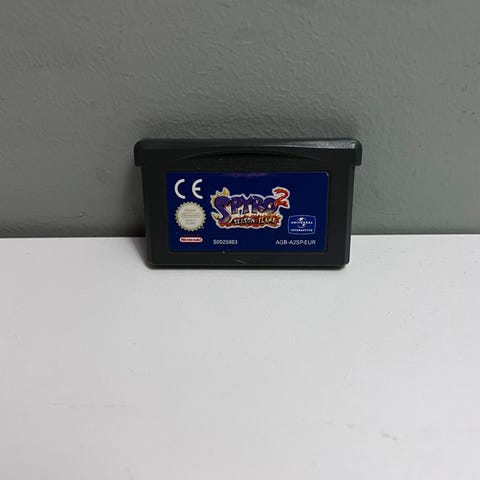 CE
SPYRO 2
SEASON OF FLAME
Nintendo
S0025983
AGB-A2SP-EUR
UNIVERSAL
INTERACTIVE